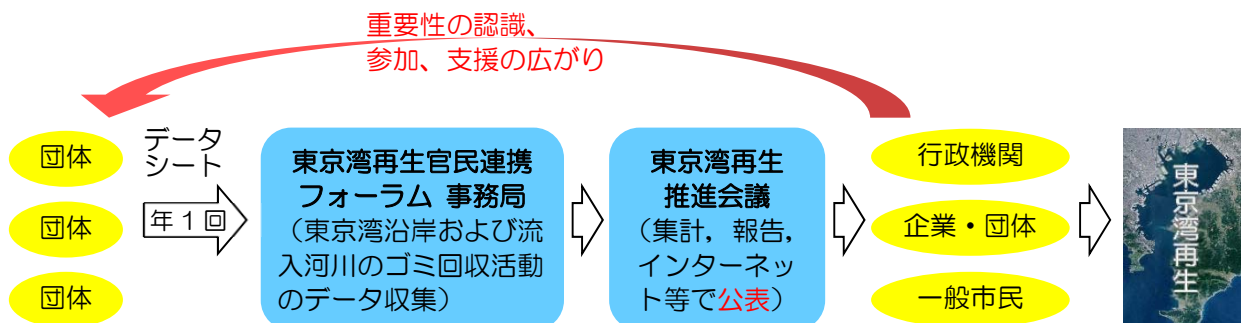 重要性の認識、
参加、支援の広がり
団体
団体
団体
データ
シート
年1回
東京湾再生官民連携
フォーラム 事務局
（東京湾沿岸および流
入河川のゴミ回収活動
のデータ収集）
東京湾再生
推進会議
（集計，報告，
インターネッ
ト等で公表）
行政機関
企業・団体
一般市民
東京湾再生